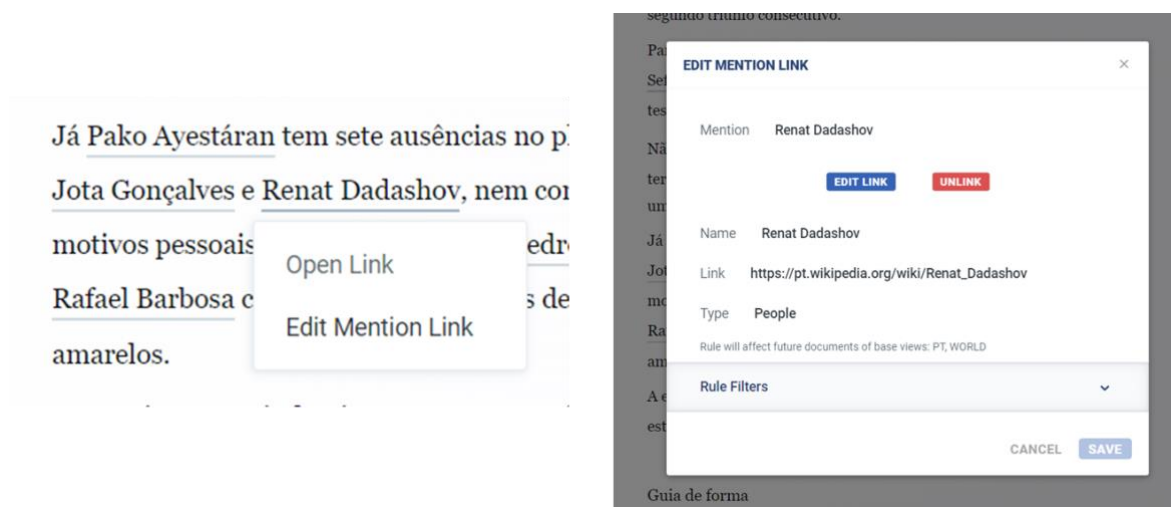 Já Pako Ayestáran tem sete ausências no p
Jota Gonçalves e Renat Dadashov, nem
motivos pessoais
Rafael Barbosa
amarelos.
Open Link
Edit Mention Link
segundo triunfo consecutivo.
EDIT MENTION LINK
Mention Renat Dadashov
EDIT LINK UNLINK
Name Renat Dadashov
Link https://pt.wikipedia.org/wiki/Renat_Dadashov
Type People
Rule will affect future documents of base views: PT, WORLD
Rule Filters
CANCEL SAVE
Já
Guia de forma